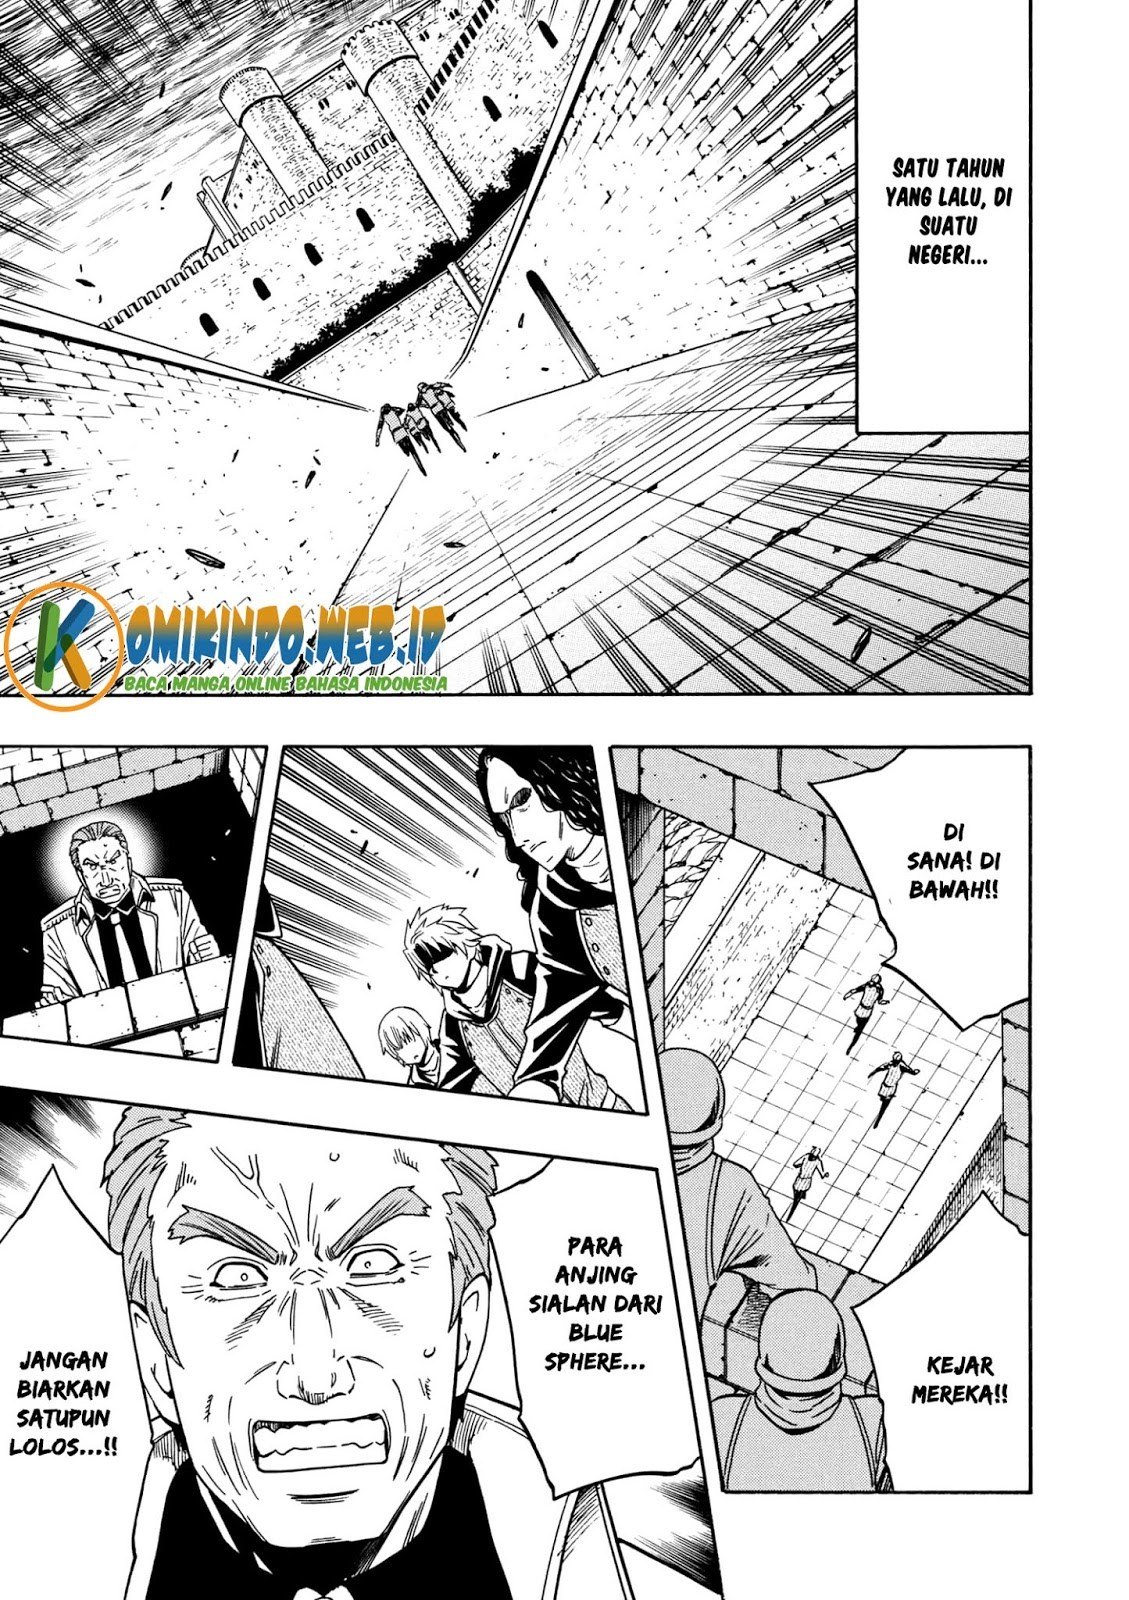 SATU TAHUN
YANG LALU, DI
SUATU
NEGERI...
OMIKINDO.WEB.ID
BACA MANGA ONLINE BAHASA INDONESIA
DI
SANA! DI
BAWAH!!
KEJAR
MEREKA!!
PARA
ANJING
SIALAN DARI
BLUE
SPHERE...
JANGAN
BIARKAN
SATUPUN
LOLOS...!!